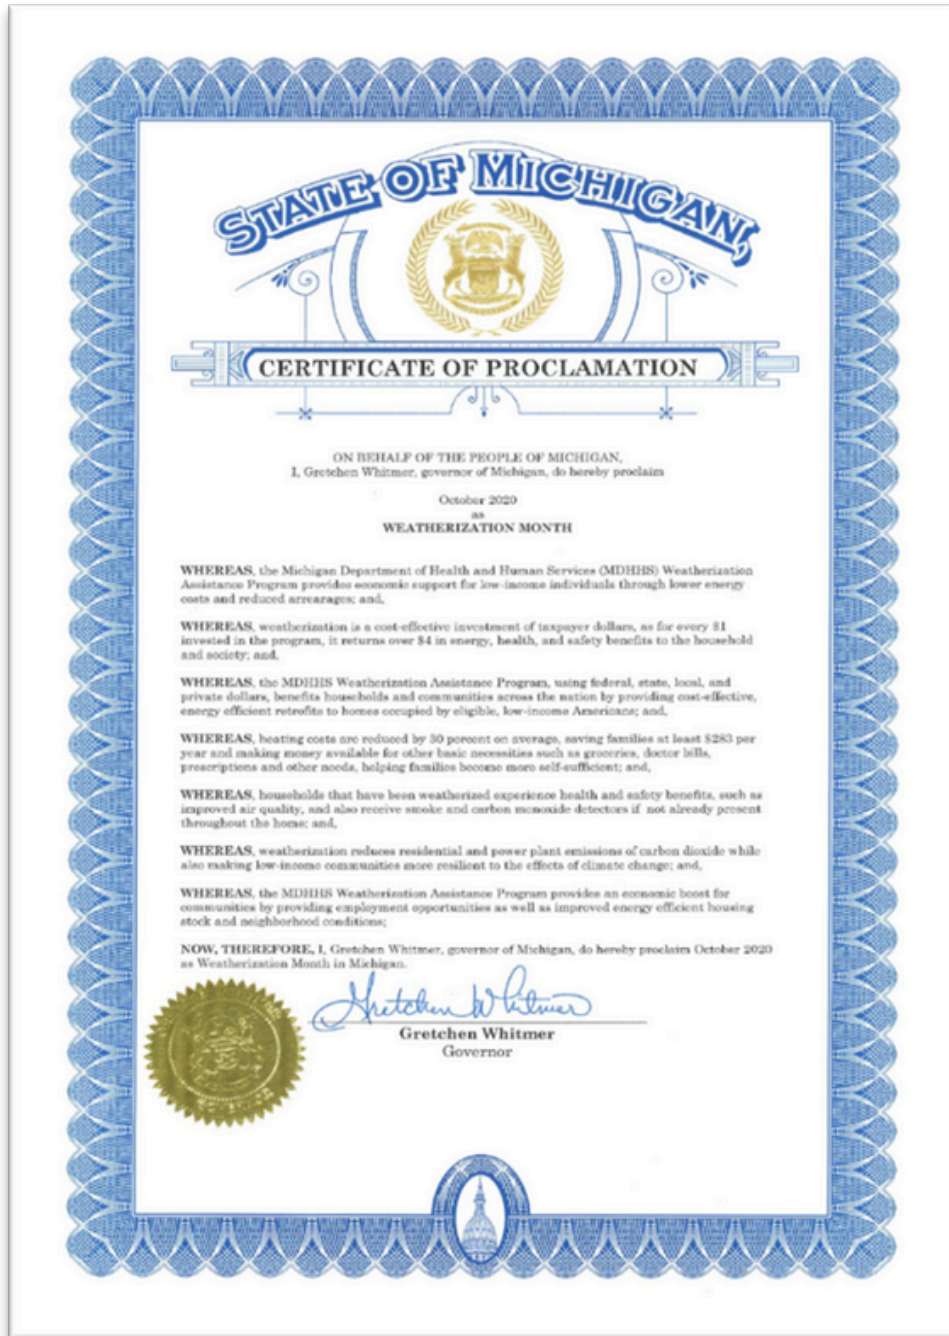 STATE OF MICHIGAN,
CERTIFICATE OF PROCLAMATION
ON BEHALF OF THE PEOPLE OF MICHIGAN,
I, Gretchen Whitmer, governor of Michigan, do hereby proclaim
October 2020
as
WEATHERIZATION MONTH
WHEREAS, the Michigan Department of Health and Human Services (MDHHS) Weatherization
Assistance Program provides economic support for low-income individuals through lower energy
costs and reduced arrearages; and,
WHEREAS, weatherization is a cost-effective investment of taxpayer dollars, as for every $1
invested in the program, it returns over $4 in energy, health, and safety benefits to the household
and society; and,
WHEREAS, the MDHHS Weatherization Assistance Program, using federal, state, local, and
private dollars, benefits households and communities across the nation by providing cost-effective,
energy efficient retrofits to homes occupied by eligible, low-income Americans; and,
WHEREAS, heating costs are reduced by 30 percent on average, saving families at least $283 per
year and making money available for other basic necessities such as groceries, doctor bills,
prescriptions and other needs, helping families become more self-sufficient; and,
WHEREAS, households that have been weatherized experience health and safety benefits, such as
improved air quality, and also receive smoke and carbon monoxide detectors if not already present
throughout the home; and,
WHEREAS, weatherization reduces residential and power plant emissions of carbon dioxide while
also making low-income communities more resilient to the effects of climate change; and,
WHEREAS, the MDHHS Weatherization Assistance Program provides an economic boost for
communities by providing employment opportunities as well as improved energy efficient housing
stock and neighborhood conditions;
NOW, THEREFORE, I, Gretchen Whitmer, governor of Michigan, do hereby proclaim October 2020
as Weatherization Month in Michigan.
Gretchen Whitmer
Gretchen Whitmer
Governor